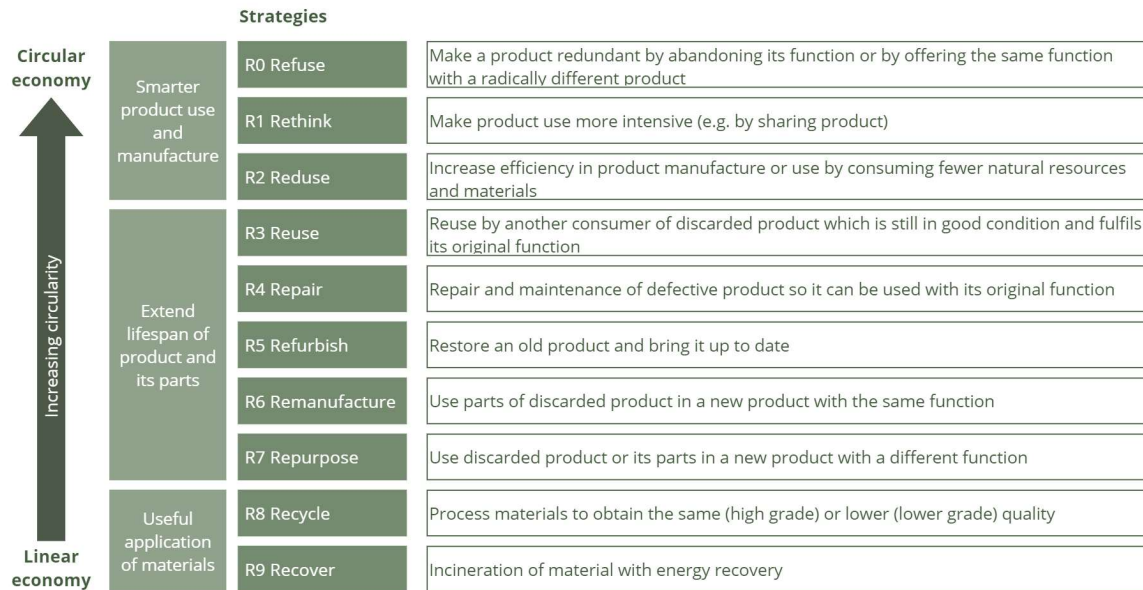 Strategies
Circular
economy
Increasing circularity
Linear
economy
Smarter
product use
and
manufacture
R0 Refuse
Make a product redundant by abandoning its function or by offering the same function
with a radically different product
R1 Rethink
Make product use more intensive (e.g. by sharing product)
R2 Reduse
Increase efficiency in product manufacture or use by consuming fewer natural resources
and materials
Extend
lifespan of
product and
its parts
R3 Reuse
Reuse by another consumer of discarded product which is still in good condition and fulfils
its original function
R4 Repair
Repair and maintenance of defective product so it can be used with its original function
R5 Refurbish
Restore an old product and bring it up to date
R6 Remanufacture
Use parts of discarded product in a new product with the same function
R7 Repurpose
Use discarded product or its parts in a new product with a different function
Useful
application
of materials
R8 Recycle
Process materials to obtain the same (high grade) or lower (lower grade) quality
R9 Recover
Incineration of material with energy recovery